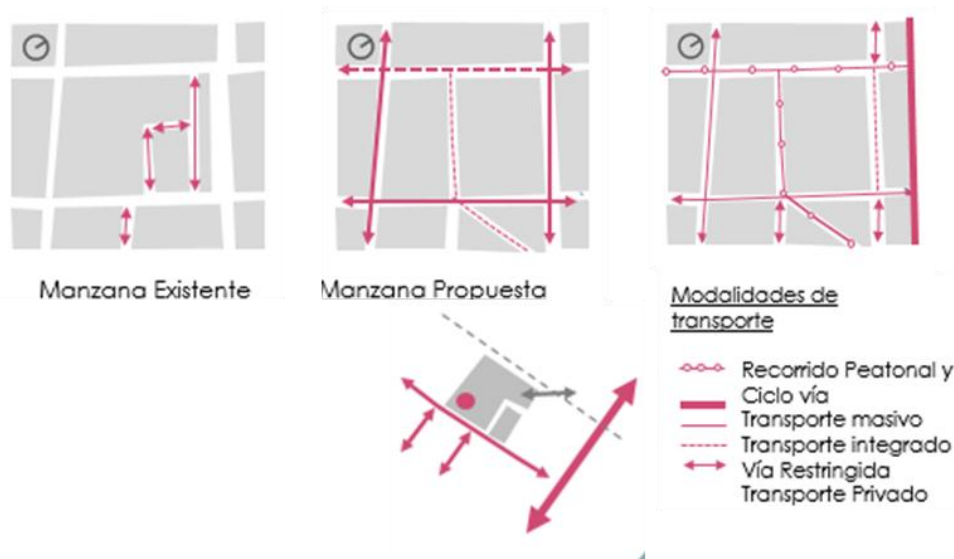 Manzana Existente
Manzana Propuesta
Modalidades de
transporte
Recorrido Peatonal y
Ciclo vía
Transporte masivo
Transporte integrado
Vía Restringida
Transporte Privado